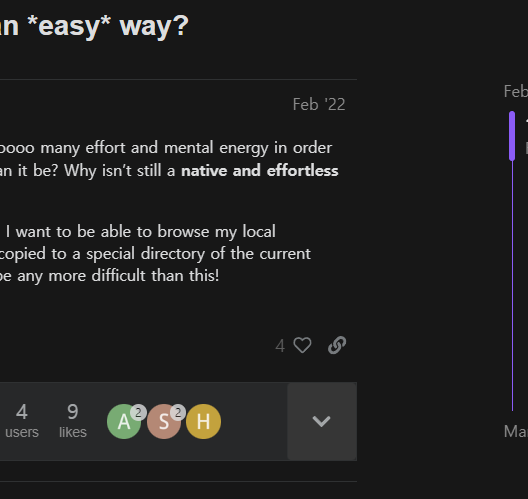 n *easy* way?
Feb '22
Feb
oooo many effort and mental energy in order
an it be? Why isn't still a native and effortless
I want to be able to browse my local
copied to a special directory of the current
be any more difficult than this!
4
4 users
9 likes
A 2
S 2
H
Mar